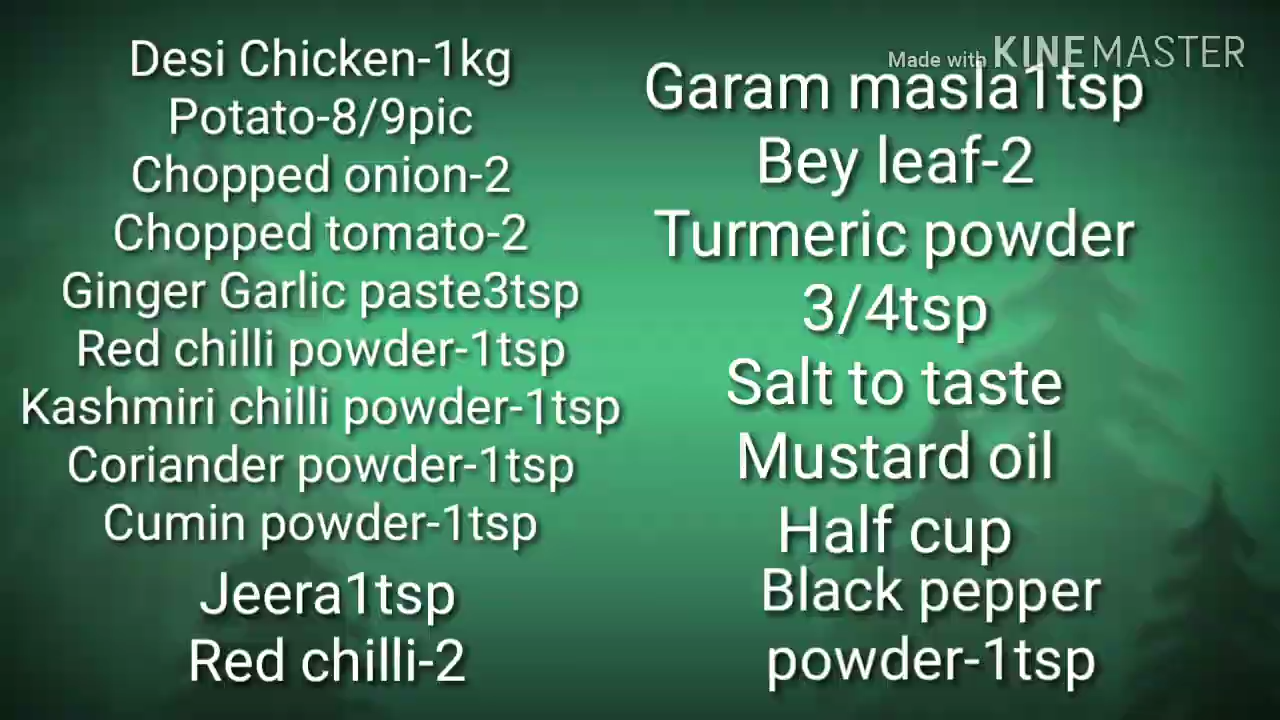 Desi Chicken-1kg
Potato-8/9pic
Chopped onion-2
Chopped tomato-2
Ginger Garlic paste3tsp
Red chilli powder-1tsp
Kashmiri chilli powder-1tsp
Coriander powder-1tsp
Cumin powder-1tsp
Jeera1tsp
Red chilli-2
Made with KINEMASTER
Garam masla1tsp
Bey leaf-2
Turmeric powder
3/4tsp
Salt to taste
Mustard oil
Half cup
Black pepper
powder-1tsp